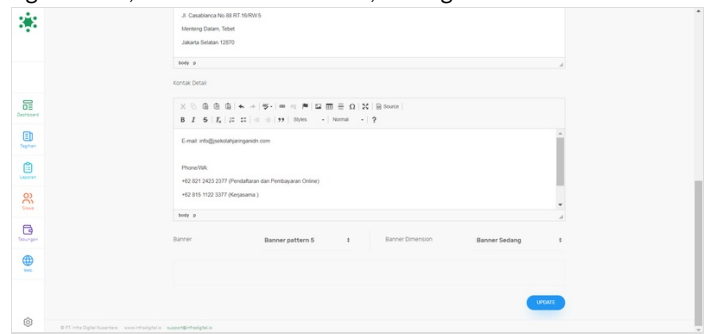 Jl. Casablanca No.88 RT.16/RW.5
Menteng Dalam, Tebet
Jakarta Selatan 12870
body p
Kontak Detail
Source
B I S Ix Styles Normal ?
E-mail: info@jsekolahjaringanidn.com
Phone/WA:
+62 821 2423 2377 (Pendaftaran dan Pembayaran Online)
+62 815 1122 3377 (Kerjasama )
body p
Dashboard
Tagihan
Laporan
Siswa
Tabungan
Web
Banner Banner pattern 5 Banner Dimension Banner Sedang
UPDATE
© PT. Infra Digital Nusantara www.infradigital.io support@infradigital.io